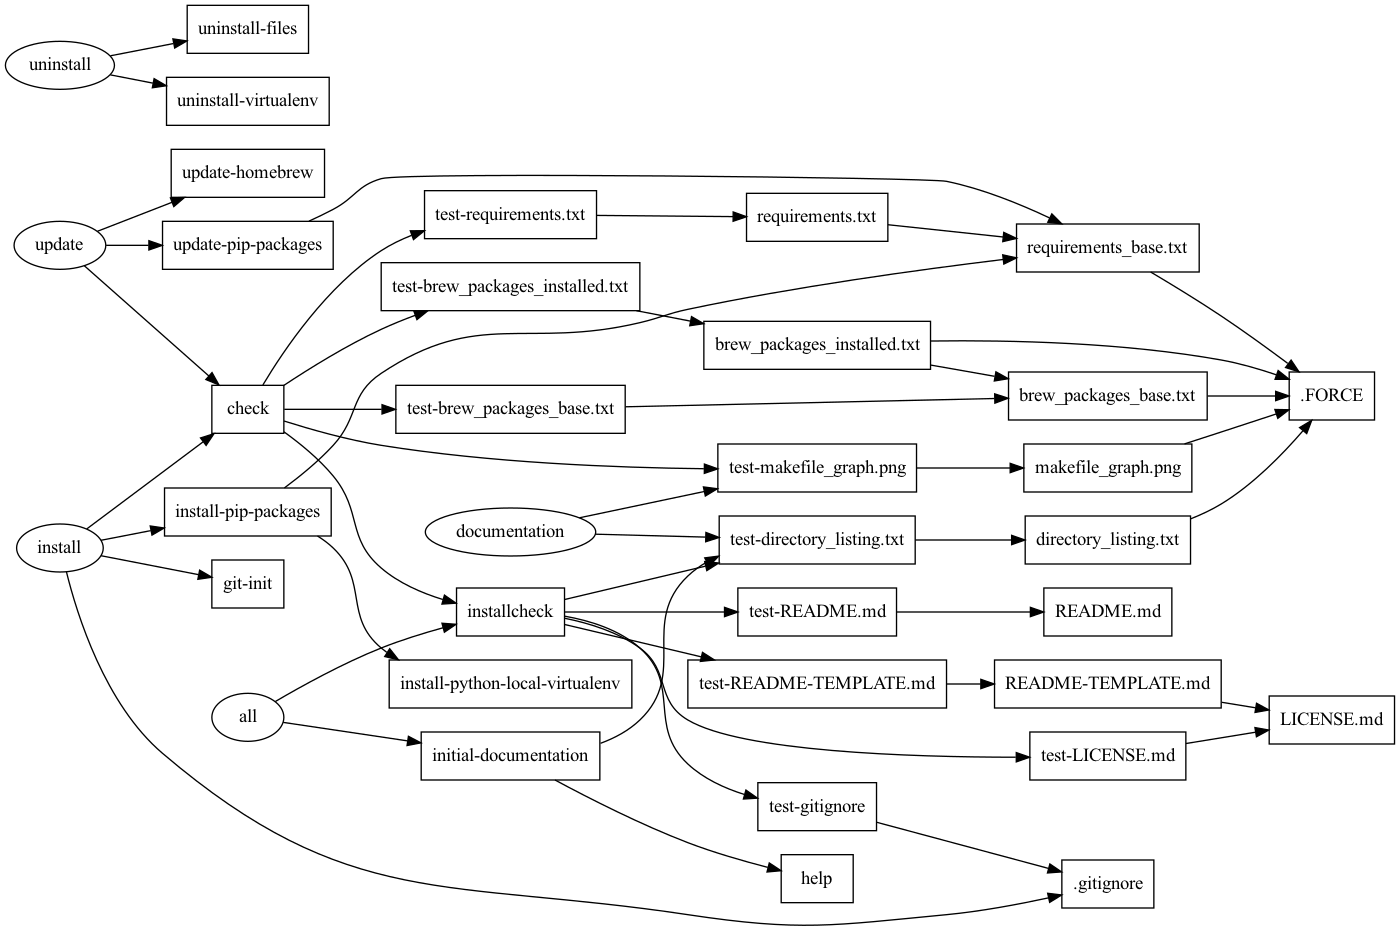 uninstall-files
uninstall
uninstall-virtualenv
update-homebrew
update
update-pip-packages
test-requirements.txt
requirements.txt
requirements_base.txt
test-brew_packages_installed.txt
brew_packages_installed.txt
check
test-brew_packages_base.txt
brew_packages_base.txt
.FORCE
test-makefile_graph.png
makefile_graph.png
install-pip-packages
install
git-init
documentation
test-directory_listing.txt
directory_listing.txt
installcheck
test-README.md
README.md
install-python-local-virtualenv
test-README-TEMPLATE.md
README-TEMPLATE.md
LICENSE.md
all
initial-documentation
test-LICENSE.md
test-gitignore
help
.gitignore